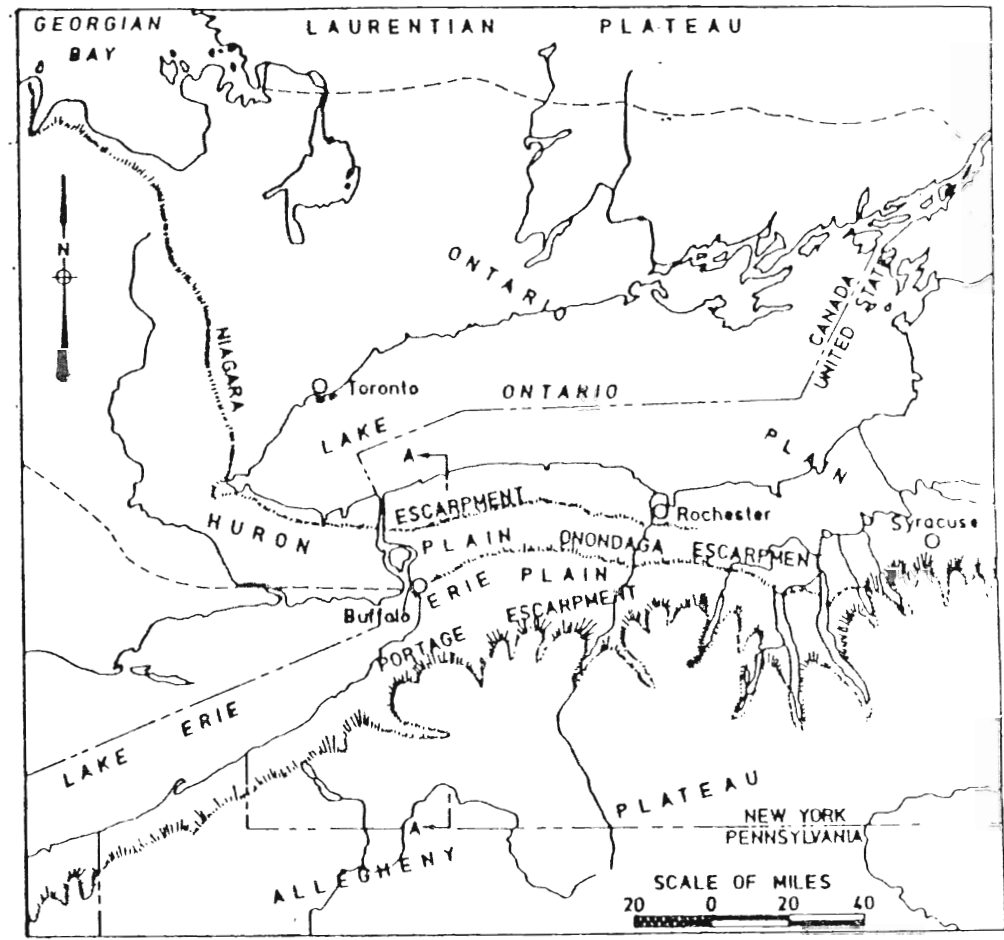 GEORGIAN
BAY
LAURENTIAN PLATEAU
N
NIAGARA
ONTARIO
CANADA
UNITED STATES
Toronto
LAKE ONTARIO
A
PLAIN
ESCARPMENT
Rochester
Syracuse
HURON PLAIN
ONONDAGA ESCARPMEN
ERIE PLAIN
Buffalo
PORTAGE ESCARPMENT
LAKE ERIE
PLATEAU
NEW YORK
PENNSYLVANIA
A
ALLEGHENY
SCALE OF MILES
20 0 20 40